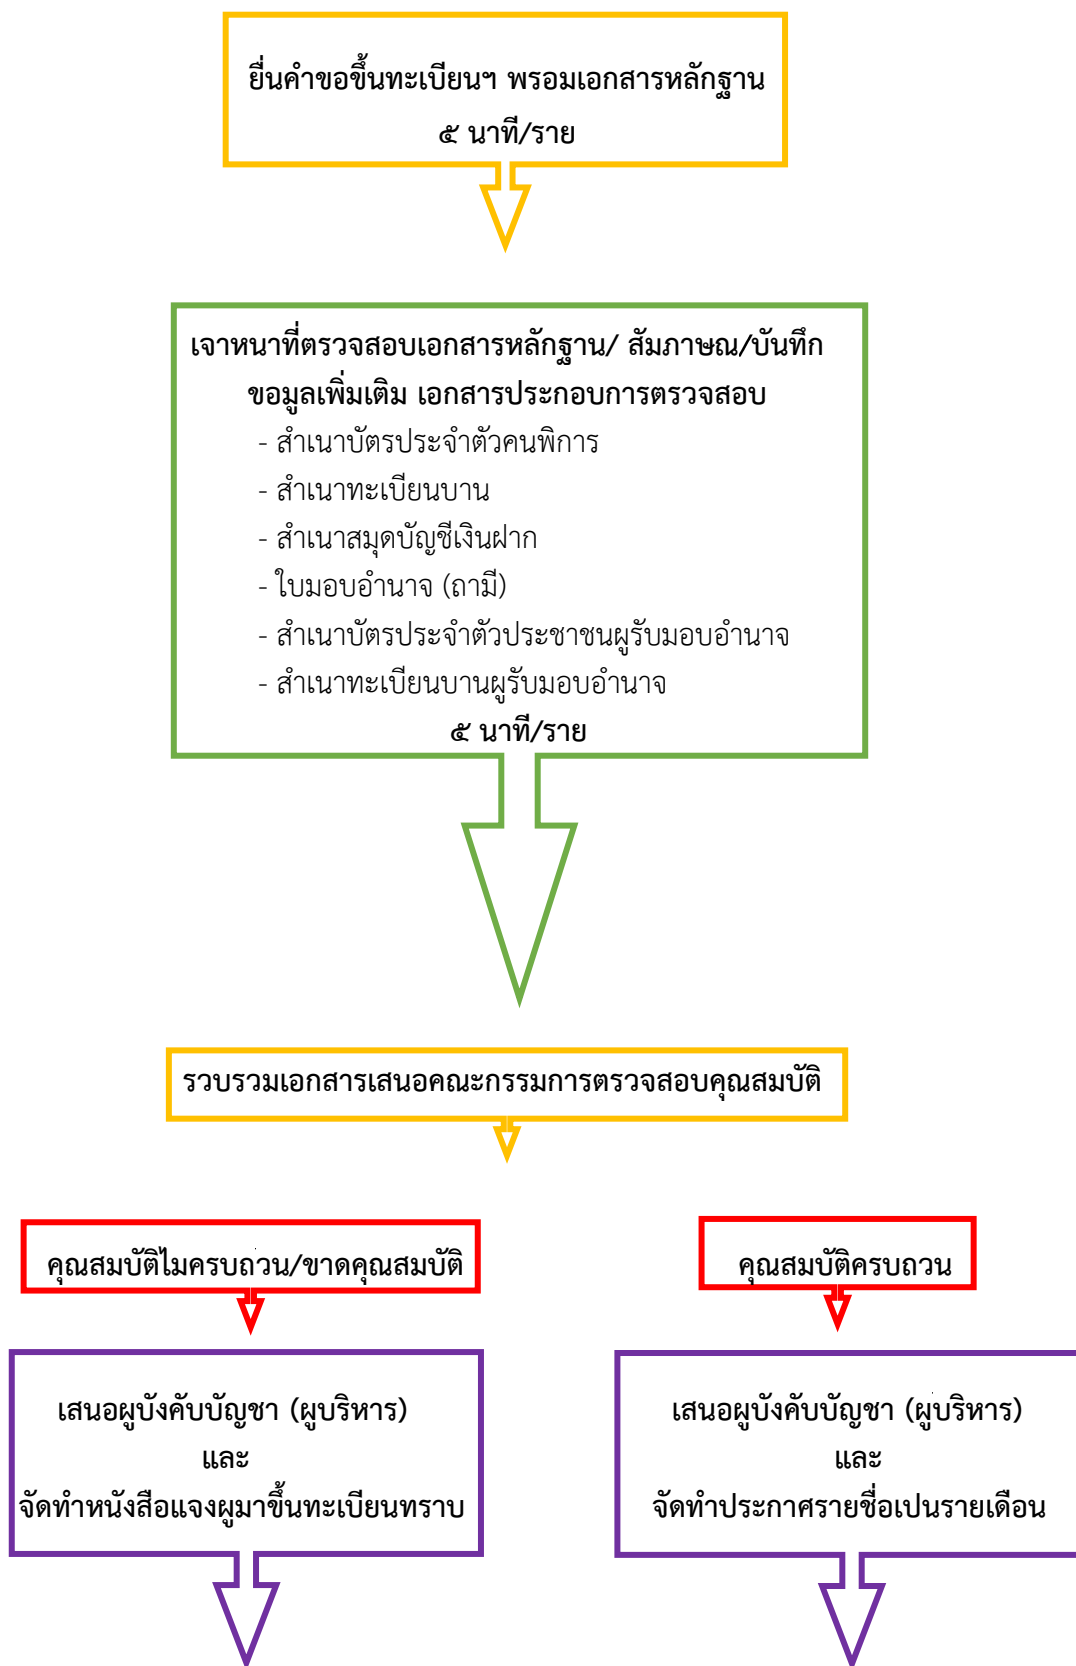 ยื่นคำขอขึ้นทะเบียนฯ พรอมเอกสารหลักฐาน
๕ นาที/ราย
เจาหนาที่ตรวจสอบเอกสารหลักฐาน/ สัมภาษณ/บันทึก
ขอมูลเพิ่มเติม เอกสารประกอบการตรวจสอบ
- สำเนาบัตรประจำตัวคนพิการ
- สำเนาทะเบียนบาน
- สำเนาสมุดบัญชีเงินฝาก
- ใบมอบอำนาจ (ถามี)
- สำเนาบัตรประจำตัวประชาชนผูรับมอบอำนาจ
- สำเนาทะเบียนบานผูรับมอบอำนาจ
๕ นาที/ราย
รวบรวมเอกสารเสนอคณะกรรมการตรวจสอบคุณสมบัติ
คุณสมบัติไมครบถ่วน/ขาดคุณสมบัติ
คุณสมบัติครบถวน
เสนอผูบังคับบัญชา (ผูบริหาร)
และ
จัดทำหนังสือแจงผูมาขึ้นทะเบียนทราบ
เสนอผูบังคับบัญชา (ผู่บริหาร)
และ
จัดทำประกาศรายชื่อเปนรายเดือน